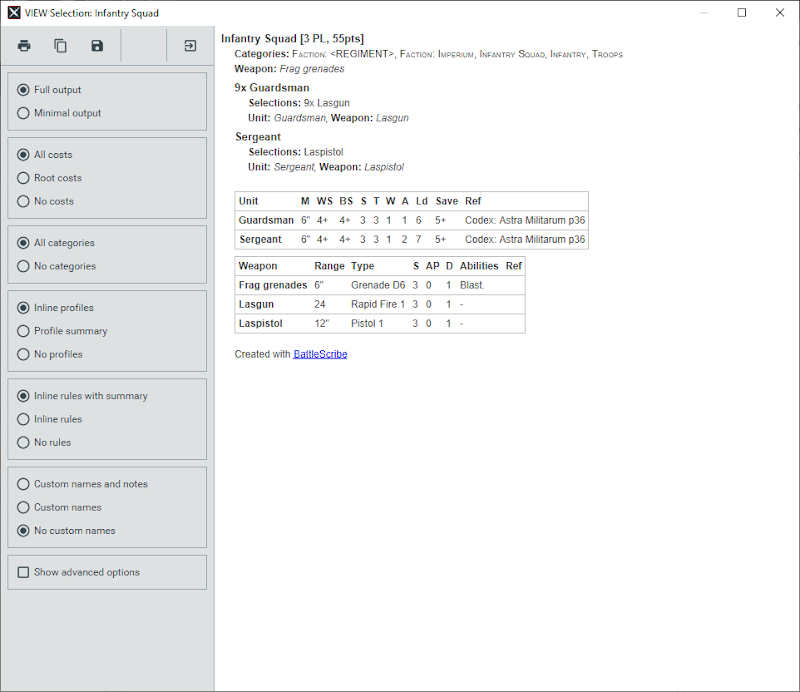 VIEW Selection: Infantry Squad
Full output
Minimal output
All costs
Root costs
No costs
All categories
No categories
Inline profiles
Profile summary
No profiles
Inline rules with summary
Inline rules
No rules
Custom names and notes
Custom names
No custom names
Show advanced options
Infantry Squad [3 PL, 55pts]
Categories: Faction: <REGIMENT>, Faction: Imperium, Infantry Squad, Infantry, Troops
Weapon: Frag grenades
9x Guardsman
Selections: 9x Lasgun
Unit: Guardsman, Weapon: Lasgun
Sergeant
Selections: Laspistol
Unit: Sergeant, Weapon: Laspistol
Unit M WS BS S T W A Ld Save Ref
Guardsman 6" 4+ 4+ 3 3 1 1 6 5+ Codex: Astra Militarum p36
Sergeant 6" 4+ 4+ 3 3 1 2 7 5+ Codex: Astra Militarum p36
Weapon Range Type S AP D Abilities Ref
Frag grenades 6" Grenade D6 3 0 1 Blast.
Lasgun 24 Rapid Fire 1 3 0 1 -
Laspistol 12" Pistol 1 3 0 1 -
Created with BattleScribe